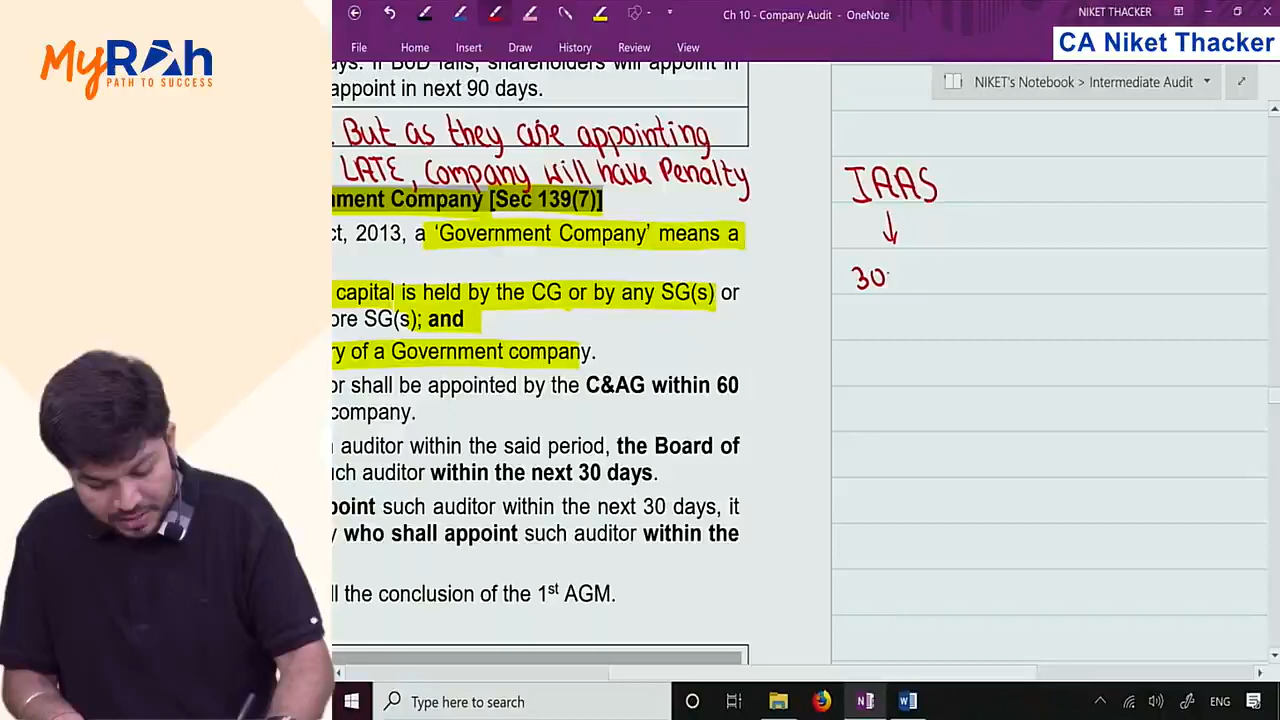 MyRAh
PATH TO SUCCESS
Ch 10 - Company Audit - OneNote
NIKET THACKER
CA Niket Thacker
File Home Insert Draw History Review View
NIKET's Notebook > Intermediate Audit
days. If BoD fails, shareholders will appoint in
appoint in next 90 days.
. But as they are appointing
LATE, Company will have Penalty
nment Company [Sec 139(7)]
ct, 2013, a ‘Government Company’ means a
capital is held by the CG or by any SG(s) or
ore SG(s); and
ry of a Government company.
or shall be appointed by the C&AG within 60
company.
auditor within the said period, the Board of
uch auditor within the next 30 days.
point such auditor within the next 30 days, it
y who shall appoint such auditor within the
ll the conclusion of the 1st AGM.
IAAS
↓
30
Type here to search
ENG